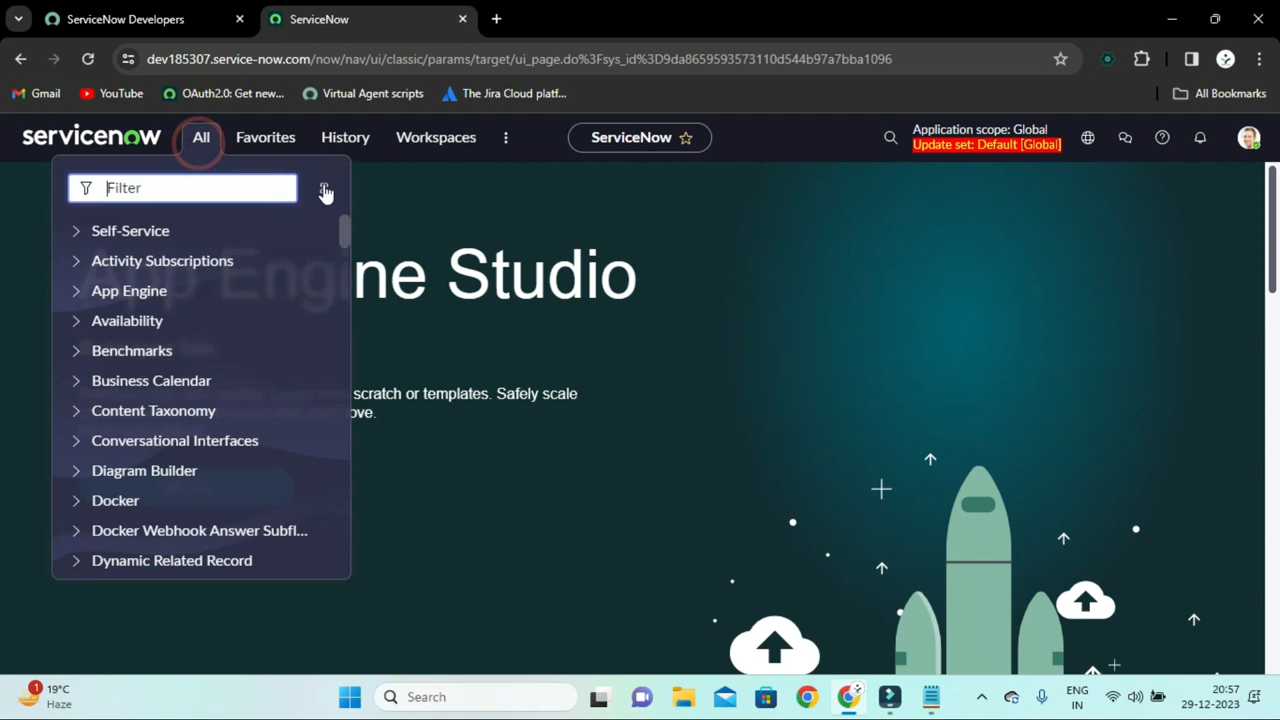 ServiceNow Developers
ServiceNow
dev185307.service-now.com/now/nav/ui/classic/params/target/ui_page.do%3Fsys_id%3D9da8659593573110d544b97a7bba1096
Gmail
YouTube
OAuth2.0: Get new...
Virtual Agent scripts
The Jira Cloud platf...
All Bookmarks
servicenow
All
Favorites
History
Workspaces
ServiceNow
Application scope: Global
Update set: Default [Global]
Filter
Self-Service
Activity Subscriptions
App Engine
Availability
Benchmarks
Business Calendar
Content Taxonomy
Conversational Interfaces
Diagram Builder
Docker
Docker Webhook Answer Subfl...
Dynamic Related Record
App Engine Studio
scratch or templates. Safely scale
1
19°C
Haze
Search
ENG
IN
20:57
29-12-2023